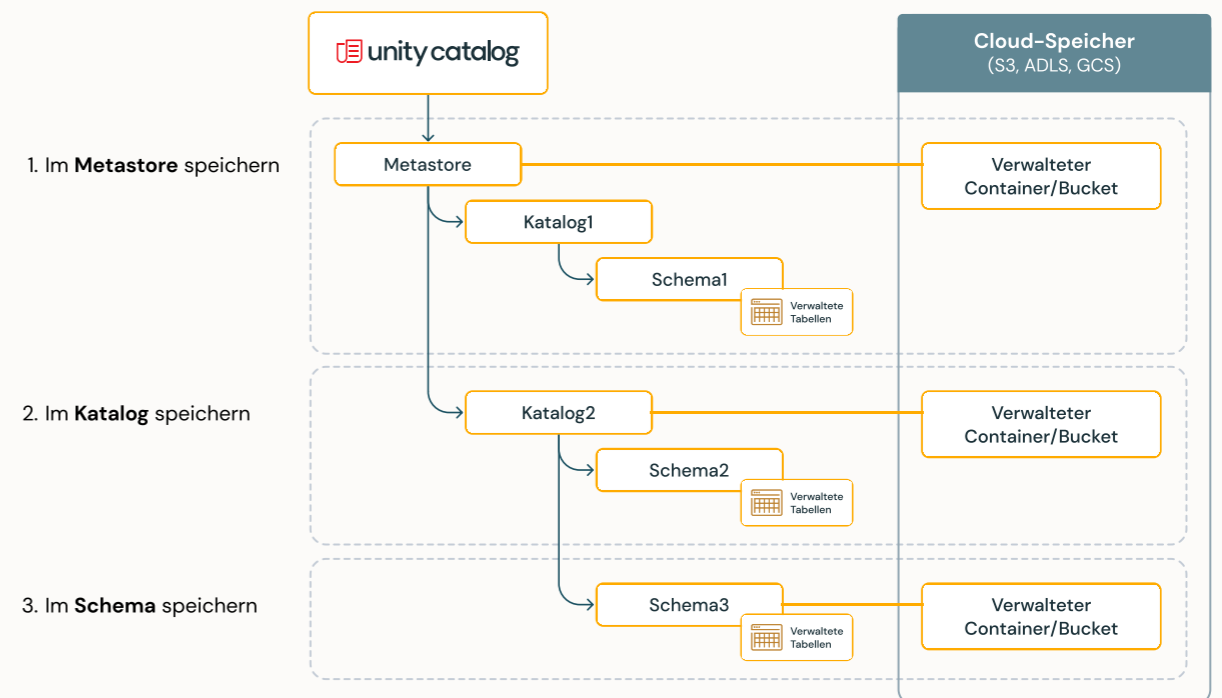 unity catalog
Cloud-Speicher
(S3, ADLS, GCS)
1. Im Metastore speichern
Metastore
Verwalteter
Container/Bucket
Katalog1
Schema1
Verwaltete
Tabellen
2. Im Katalog speichern
Katalog2
Verwalteter
Container/Bucket
Schema2
Verwaltete
Tabellen
3. Im Schema speichern
Schema3
Verwalteter
Container/Bucket
Verwaltete
Tabellen